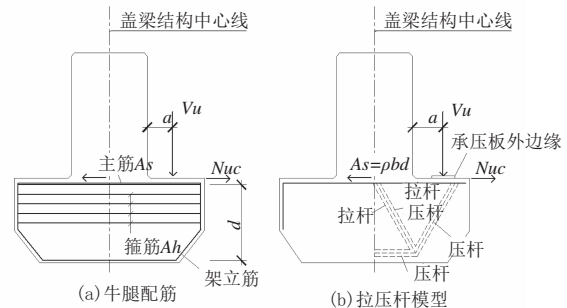 盖梁结构中心线
a
Vu
主筋As
Nuc
d
箍筋Ah
架立筋
(a)牛腿配筋
盖梁结构中心线
a
Vu
承压板外边缘
As=ρbd
Nuc
拉杆
拉杆
压杆
压杆
压杆
(b)拉压杆模型